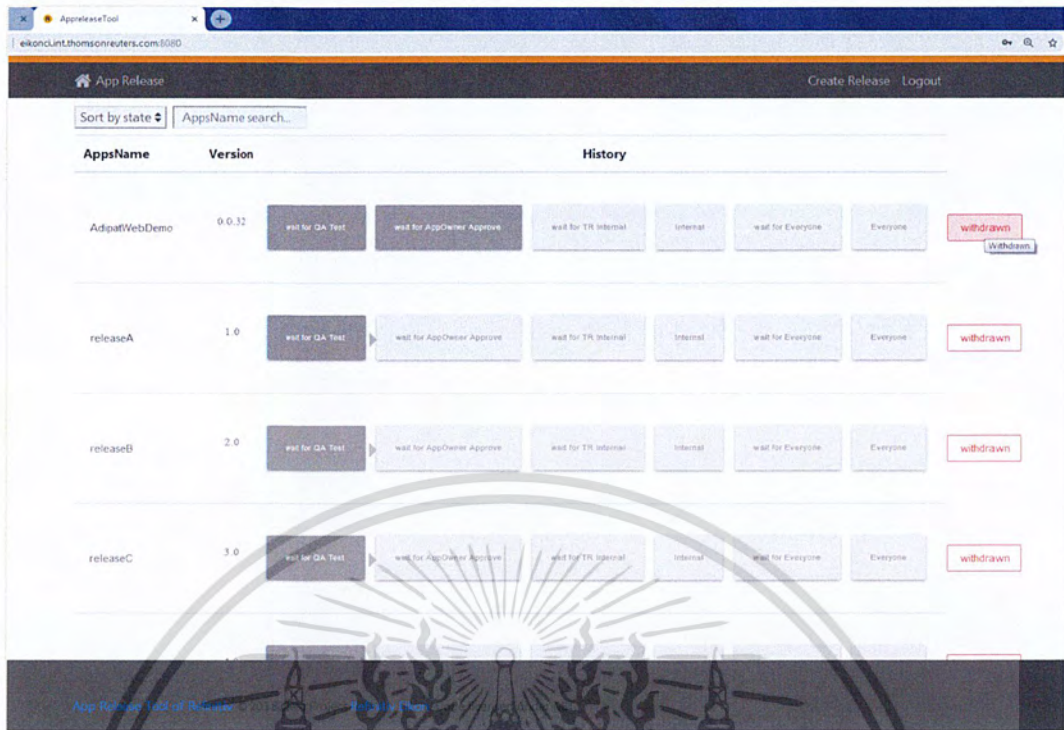 AppreleaseTool
eikonci.int.thomsonreuters.com:8080
App Release Create Release Logout
Sort by state AppsName search...
AppsName Version History
AdipatWebDemo 0.0.32 wait for QA Test wait for AppOwner Approve wait for TR Internal Internal wait for Everyone Everyone withdrawn
Withdrawn
releaseA 1.0 wait for QA Test wait for AppOwner Approve wait for TR Internal Internal wait for Everyone Everyone withdrawn
releaseB 2.0 wait for QA Test wait for AppOwner Approve wait for TR Internal Internal wait for Everyone Everyone withdrawn
releaseC 3.0 wait for QA Test wait for AppOwner Approve wait for TR Internal Internal wait for Everyone Everyone withdrawn
App Release Tool of